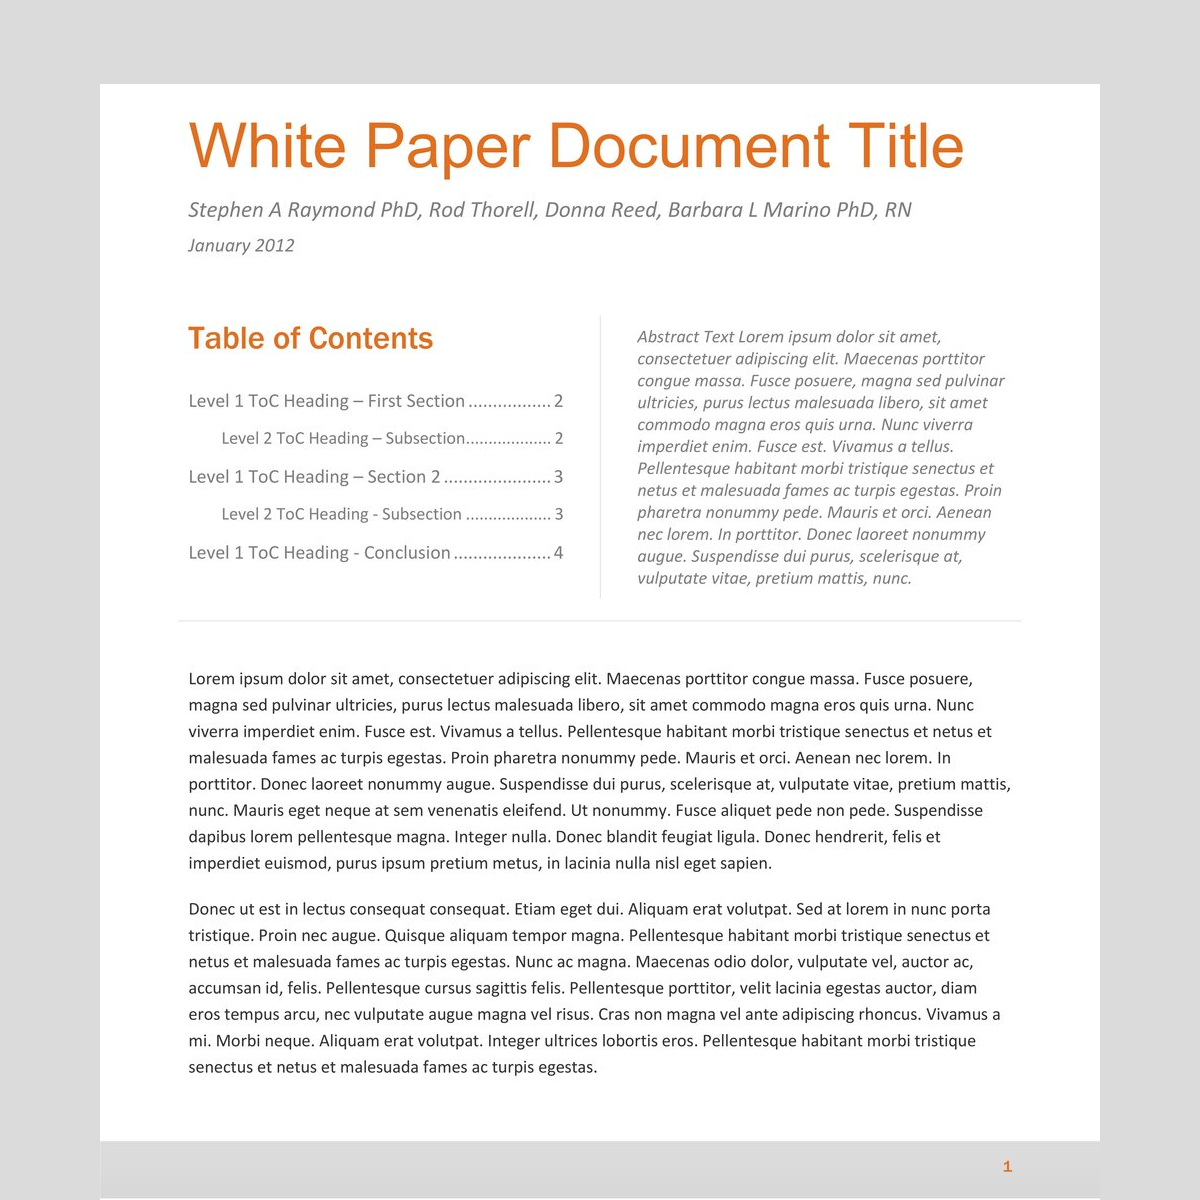 White Paper Document Title
Stephen A Raymond PhD, Rod Thorell, Donna Reed, Barbara L Marino PhD, RN
January 2012
Table of Contents
Level 1 ToC Heading – First Section ................. 2
Level 2 ToC Heading – Subsection................... 2
Level 1 ToC Heading – Section 2 ...................... 3
Level 2 ToC Heading - Subsection ................... 3
Level 1 ToC Heading - Conclusion .................... 4
Abstract Text Lorem ipsum dolor sit amet,
consectetuer adipiscing elit. Maecenas porttitor
congue massa. Fusce posuere, magna sed pulvinar
ultricies, purus lectus malesuada libero, sit amet
commodo magna eros quis urna. Nunc viverra
imperdiet enim. Fusce est. Vivamus a tellus.
Pellentesque habitant morbi tristique senectus et
netus et malesuada fames ac turpis egestas. Proin
pharetra nonummy pede. Mauris et orci. Aenean
nec lorem. In porttitor. Donec laoreet nonummy
augue. Suspendisse dui purus, scelerisque at,
vulputate vitae, pretium mattis, nunc.
Lorem ipsum dolor sit amet, consectetuer adipiscing elit. Maecenas porttitor congue massa. Fusce posuere,
magna sed pulvinar ultricies, purus lectus malesuada libero, sit amet commodo magna eros quis urna. Nunc
viverra imperdiet enim. Fusce est. Vivamus a tellus. Pellentesque habitant morbi tristique senectus et netus et
malesuada fames ac turpis egestas. Proin pharetra nonummy pede. Mauris et orci. Aenean nec lorem. In
porttitor. Donec laoreet nonummy augue. Suspendisse dui purus, scelerisque at, vulputate vitae, pretium mattis,
nunc. Mauris eget neque at sem venenatis eleifend. Ut nonummy. Fusce aliquet pede non pede. Suspendisse
dapibus lorem pellentesque magna. Integer nulla. Donec blandit feugiat ligula. Donec hendrerit, felis et
imperdiet euismod, purus ipsum pretium metus, in lacinia nulla nisl eget sapien.
Donec ut est in lectus consequat consequat. Etiam eget dui. Aliquam erat volutpat. Sed at lorem in nunc porta
tristique. Proin nec augue. Quisque aliquam tempor magna. Pellentesque habitant morbi tristique senectus et
netus et malesuada fames ac turpis egestas. Nunc ac magna. Maecenas odio dolor, vulputate vel, auctor ac,
accumsan id, felis. Pellentesque cursus sagittis felis. Pellentesque porttitor, velit lacinia egestas auctor, diam
eros tempus arcu, nec vulputate augue magna vel risus. Cras non magna vel ante adipiscing rhoncus. Vivamus a
mi. Morbi neque. Aliquam erat volutpat. Integer ultrices lobortis eros. Pellentesque habitant morbi tristique
senectus et netus et malesuada fames ac turpis egestas.
1